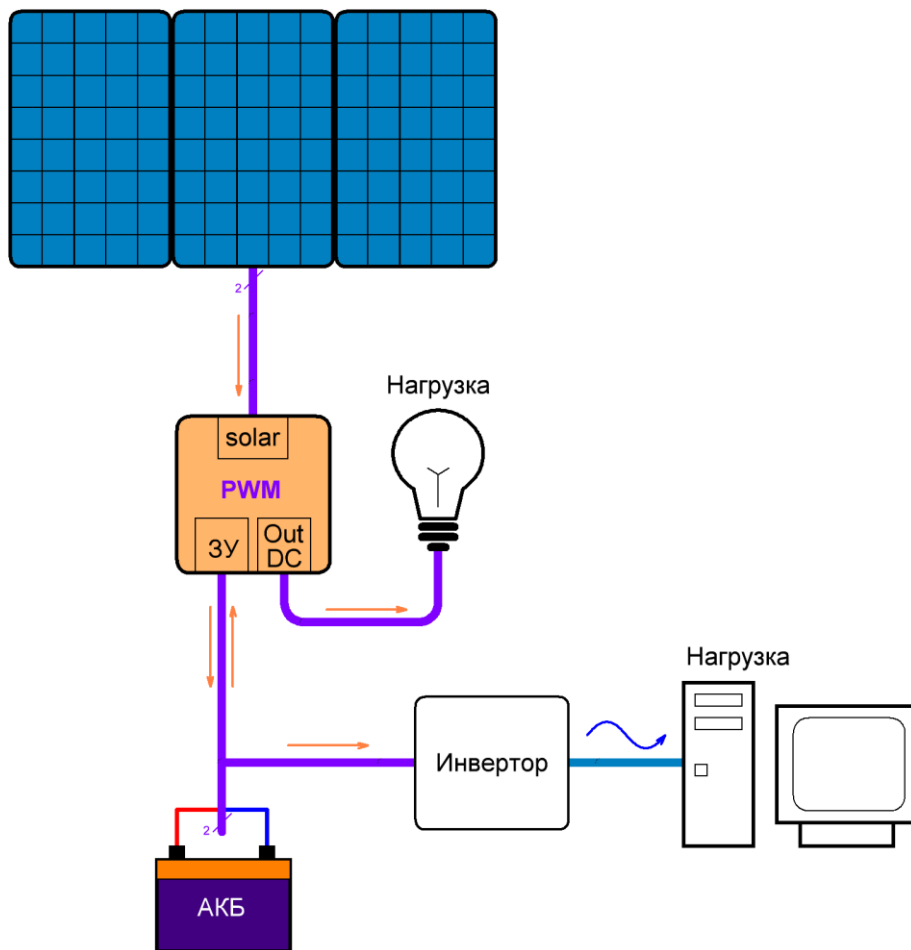 2
Нагрузка
solar
PWM
ЗУ
Out
DC
Нагрузка
Инвертор
2
АКБ